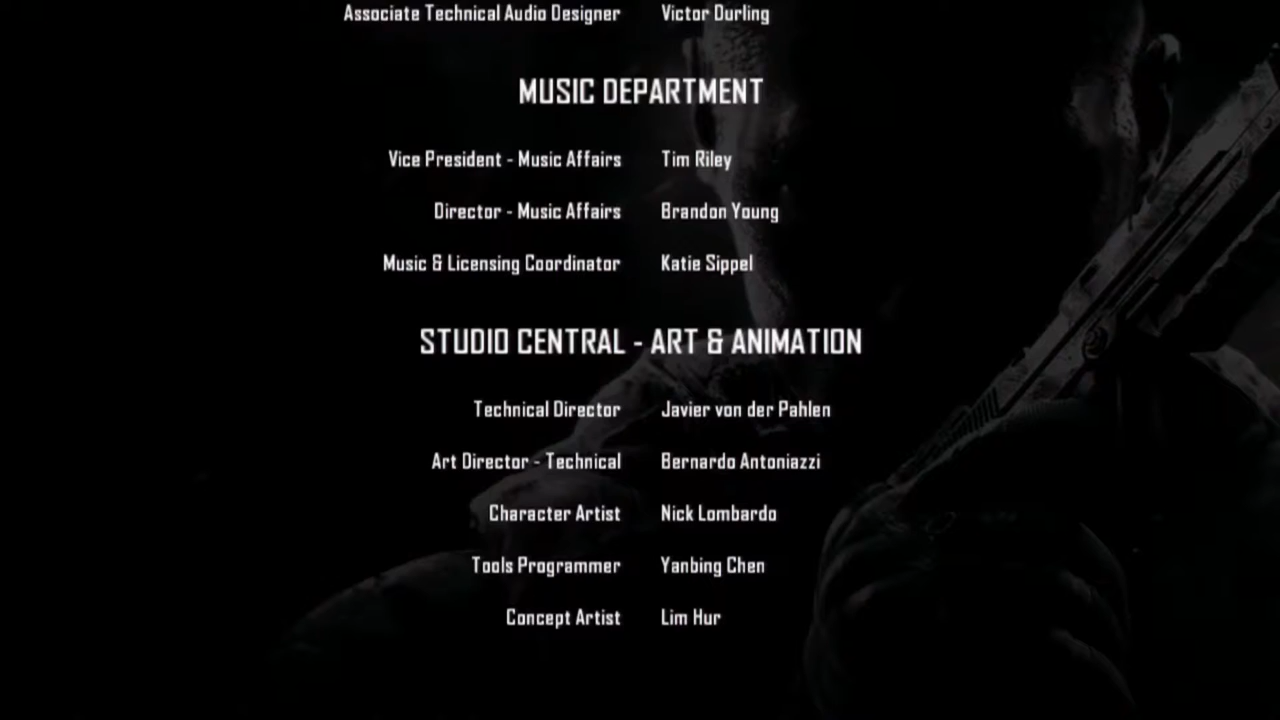 Associate Technical Audio Designer Victor Durling
MUSIC DEPARTMENT
Vice President - Music Affairs Tim Riley
Director - Music Affairs Brandon Young
Music & Licensing Coordinator Katie Sippel
STUDIO CENTRAL - ART & ANIMATION
Technical Director Javier von der Pahlen
Art Director - Technical Bernardo Antoniazzi
Character Artist Nick Lombardo
Tools Programmer Yanbing Chen
Concept Artist Lim Hur